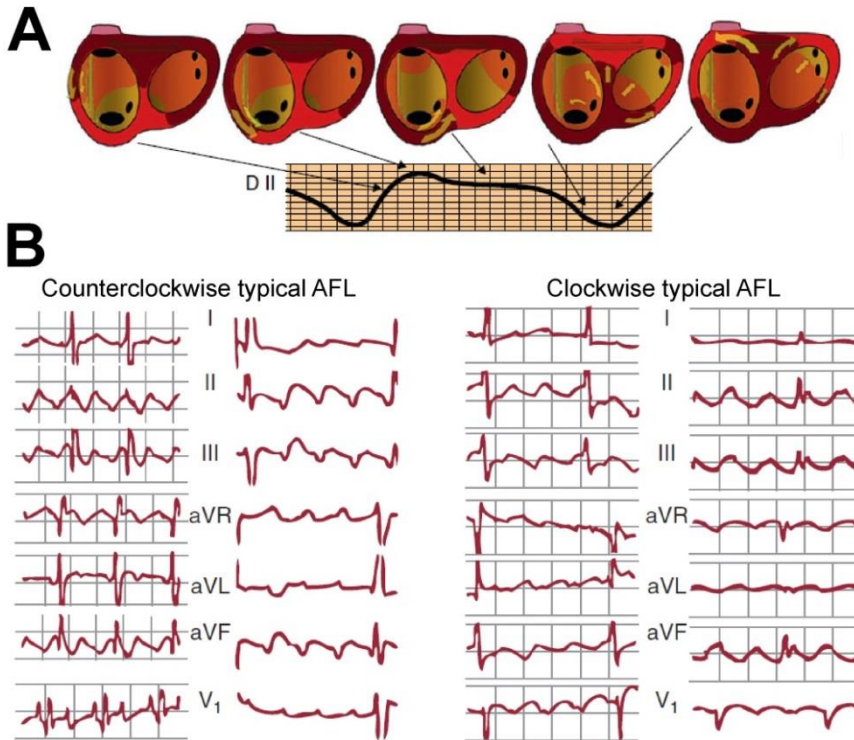 A
D II
B
Counterclockwise typical AFL
Clockwise typical AFL
I
I
II
II
III
III
aVR
aVR
aVL
aVL
aVF
aVF
V1
V1